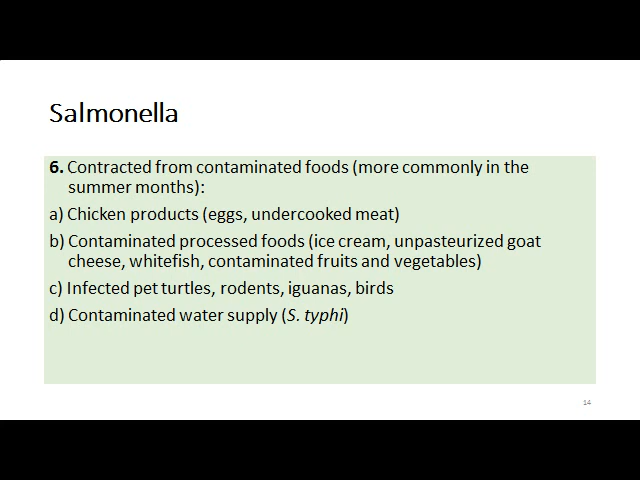 Salmonella
6. Contracted from contaminated foods (more commonly in the
summer months):
a) Chicken products (eggs, undercooked meat)
b) Contaminated processed foods (ice cream, unpasteurized goat
cheese, whitefish, contaminated fruits and vegetables)
c) Infected pet turtles, rodents, iguanas, birds
d) Contaminated water supply (S. typhi)
14